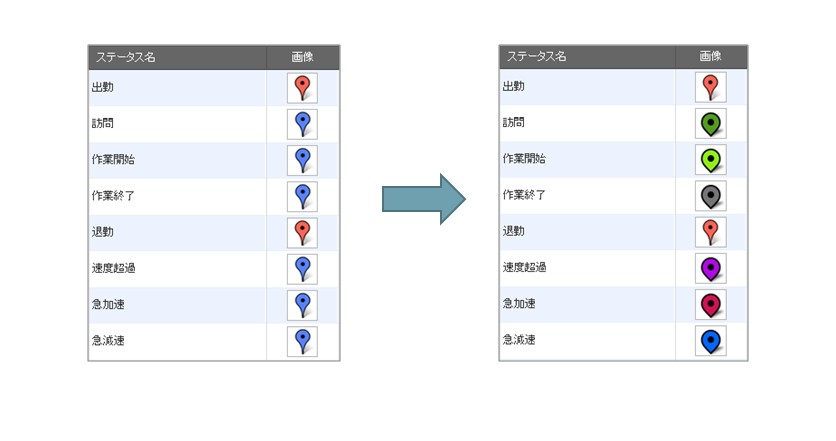 ステータス名 画像
出勤
訪問
作業開始
作業終了
退勤
速度超過
急加速
急減速
ステータス名 画像
出勤
訪問
作業開始
作業終了
退勤
速度超過
急加速
急減速